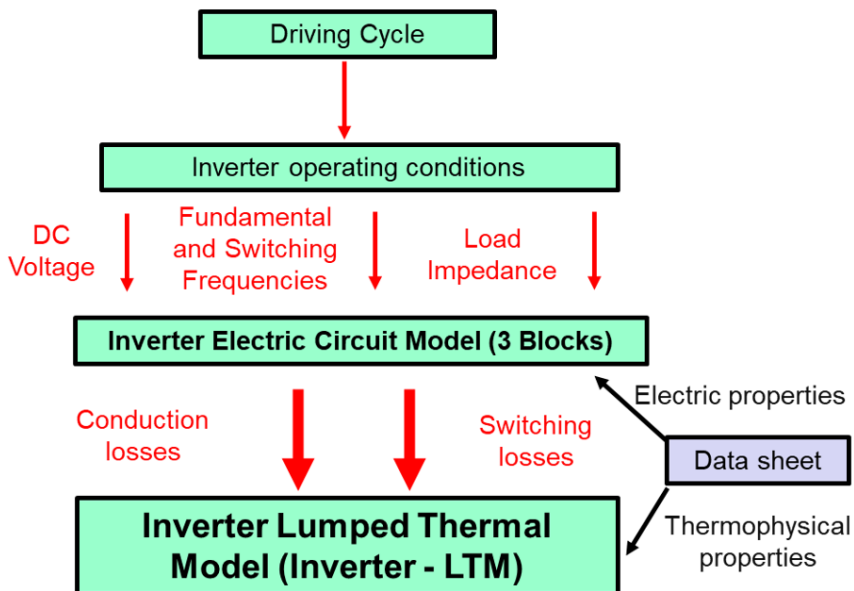 Driving Cycle
Inverter operating conditions
DC
Voltage
Fundamental
and Switching
Frequencies
Load
Impedance
Inverter Electric Circuit Model (3 Blocks)
Conduction
losses
Switching
losses
Electric properties
Data sheet
Thermophysical
properties
Inverter Lumped Thermal
Model (Inverter - LTM)